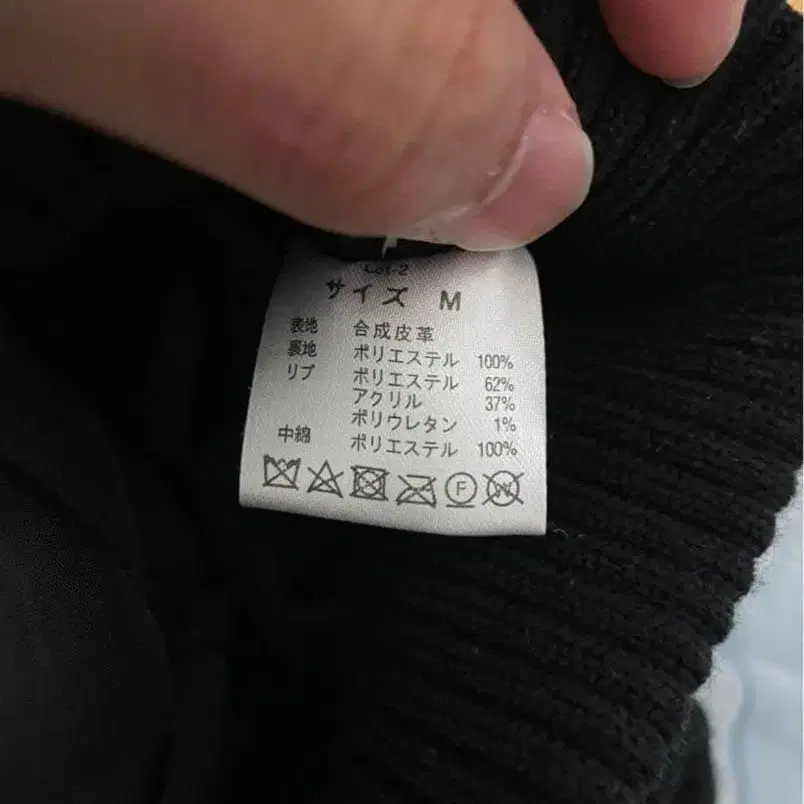 Lot-2
サイズ M
表地 合成皮革
裏地 ポリエステル 100%
リブ ポリエステル 62%
アクリル 37%
ポリウレタン 1%
中綿 ポリエステル 100%
F W